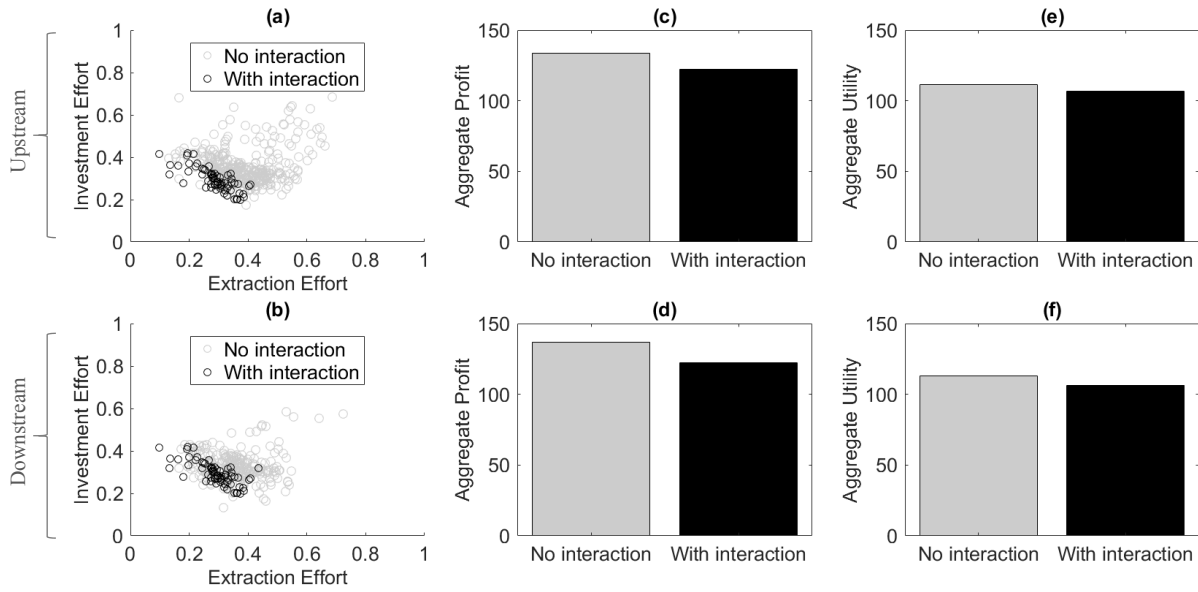 Upstream
(a)
Investment Effort
1
0.8
0.6
0.4
0.2
0
No interaction
With interaction
0 0.2 0.4 0.6 0.8 1
Extraction Effort
(c)
Aggregate Profit
150
100
50
0
No interaction With interaction
(e)
Aggregate Utility
150
100
50
0
No interaction With interaction
Downstream
(b)
Investment Effort
1
0.8
0.6
0.4
0.2
0
No interaction
With interaction
0 0.2 0.4 0.6 0.8 1
Extraction Effort
(d)
Aggregate Profit
150
100
50
0
No interaction With interaction
(f)
Aggregate Utility
150
100
50
0
No interaction With interaction